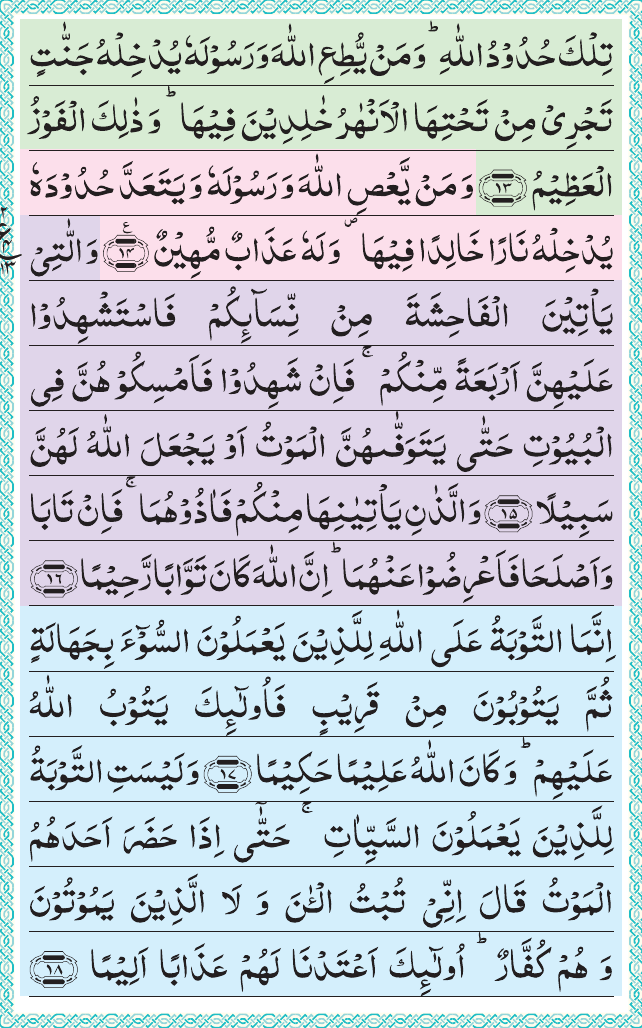 تِلۡكَ حُدُوۡدُ اللّٰهِ‌ ؕ وَمَنۡ يُّطِعِ اللّٰهَ وَرَسُوۡلَهٗ يُدۡخِلۡهُ جَنّٰتٍ
تَجۡرِىۡ مِنۡ تَحۡتِهَا الۡاَنۡهٰرُ خٰلِدِيۡنَ فِيۡهَا‌ ؕ وَذٰلِكَ الۡفَوۡزُ
الۡعَظِيۡمُ ﴿۱۳﴾ وَمَنۡ يَّعۡصِ اللّٰهَ وَرَسُوۡلَهٗ وَيَتَعَدَّ حُدُوۡدَهٗ
يُدۡخِلۡهُ نَارًا خَالِدًا فِيۡهَا ۖ وَلَهٗ عَذَابٌ مُّهِيۡنٌ ﴿۱۴﴾ وَالّٰتِىۡ
يَاۡتِيۡنَ الۡفَاحِشَةَ مِنۡ نِّسَآٮِٕكُمۡ فَاسۡتَشۡهِدُوۡا
عَلَيۡهِنَّ اَرۡبَعَةً مِّنۡكُمۡ‌ ۚ فَاِنۡ شَهِدُوۡا فَاَمۡسِكُوۡهُنَّ فِى
الۡبُيُوۡتِ حَتّٰى يَتَوَفّٰٮهُنَّ الۡمَوۡتُ اَوۡ يَجۡعَلَ اللّٰهُ لَهُنَّ
سَبِيۡلًا ﴿۱۵﴾ وَالَّذٰنِ يَاۡتِيٰنِهَا مِنۡكُمۡ فَاٰذُوۡهُمَا‌ ۚ فَاِنۡ تَابَا
وَاَصۡلَحَا فَاَعۡرِضُوۡا عَنۡهُمَا‌ ؕ اِنَّ اللّٰهَ كَانَ تَوَّابًا رَّحِيۡمًا ﴿۱۶﴾
اِنَّمَا التَّوۡبَةُ عَلَى اللّٰهِ لِلَّذِيۡنَ يَعۡمَلُوۡنَ السُّوۡٓءَ بِجَهَالَةٍ
ثُمَّ يَتُوۡبُوۡنَ مِنۡ قَرِيۡبٍ فَاُولٰٓٮِٕكَ يَتُوۡبُ اللّٰهُ
عَلَيۡهِمۡ‌ ؕ وَكَانَ اللّٰهُ عَلِيۡمًا حَكِيۡمًا ﴿۱۷﴾ وَلَيۡسَتِ التَّوۡبَةُ
لِلَّذِيۡنَ يَعۡمَلُوۡنَ السَّيِّاٰتِ‌ ۚ حَتّٰٓى اِذَا حَضَرَ اَحَدَهُمُ
الۡمَوۡتُ قَالَ اِنِّىۡ تُبۡتُ الۡـٰٔنَ وَ لَا الَّذِيۡنَ يَمُوۡتُوۡنَ
وَ هُمۡ كُفَّارٌ ‌ؕ اُولٰٓٮِٕكَ اَعۡتَدۡنَا لَهُمۡ عَذَابًا اَلِيۡمًا ﴿۱۸﴾